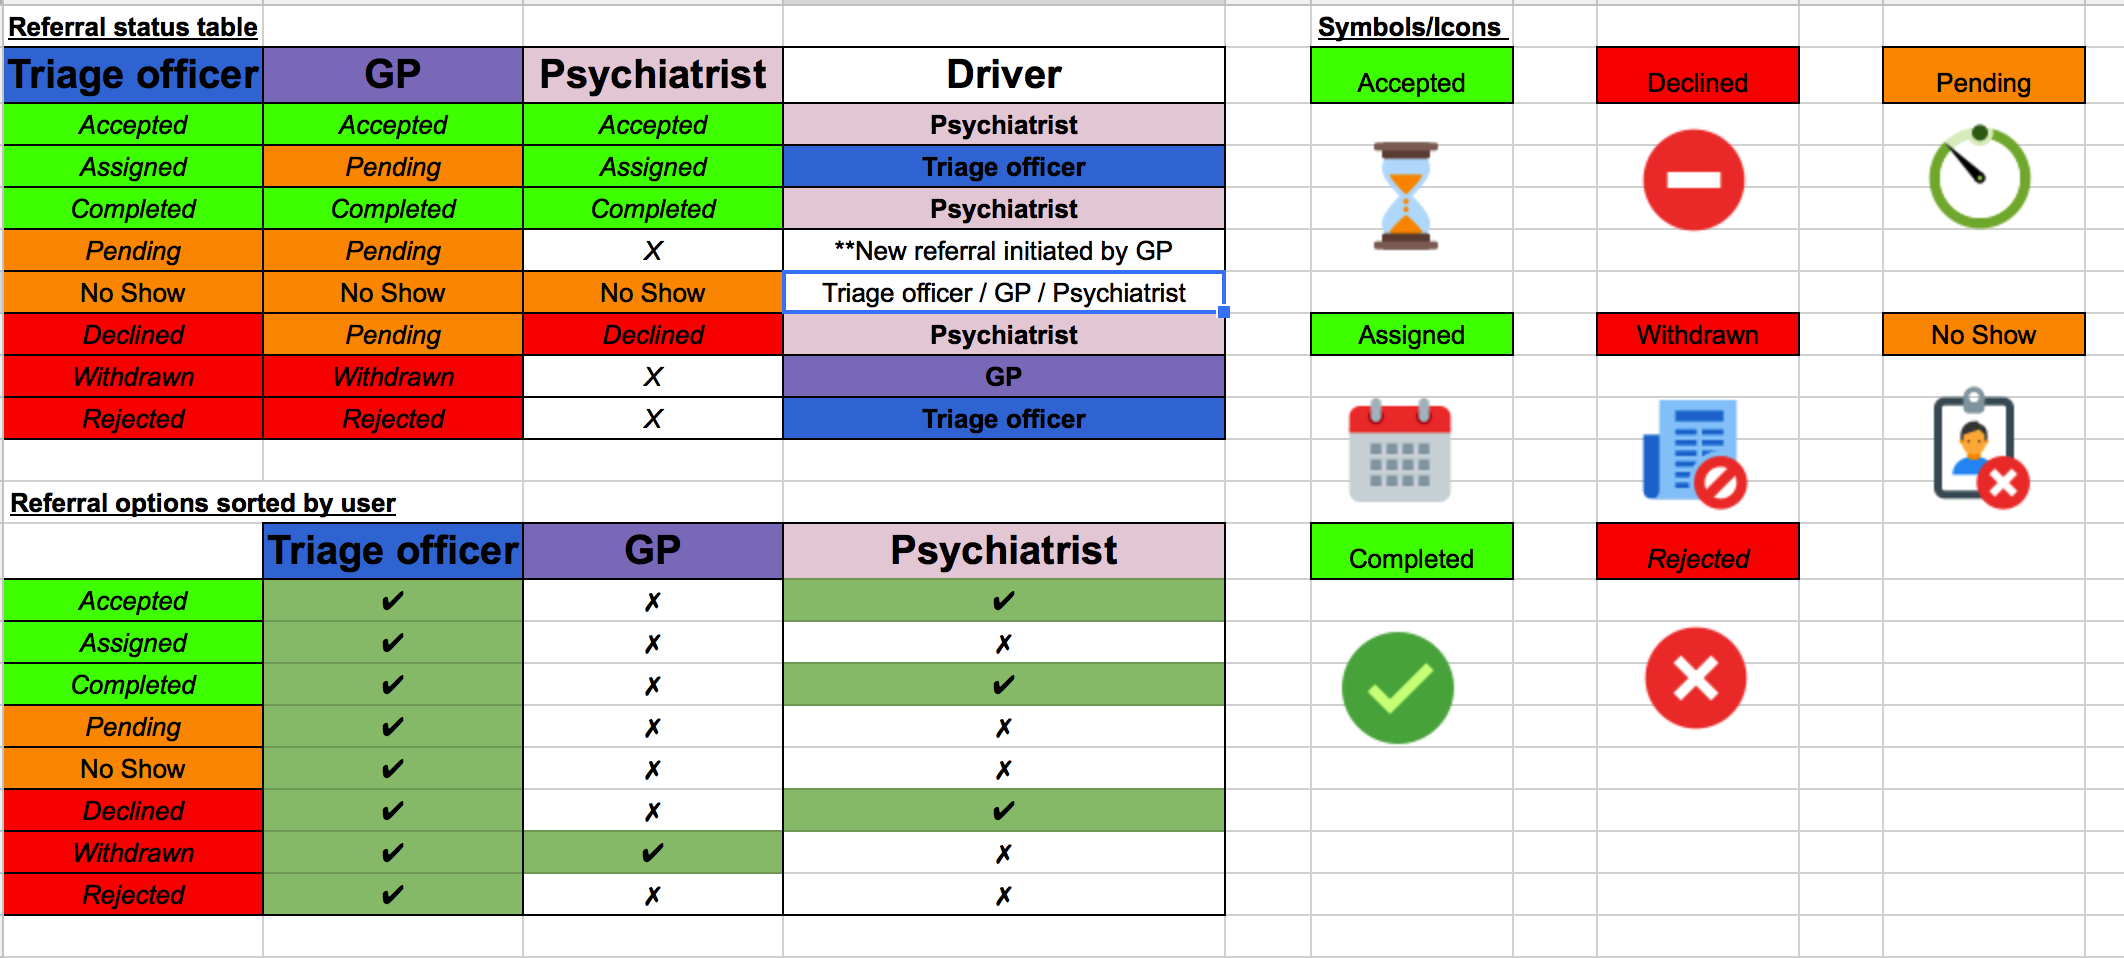 Referral status table Symbols/Icons
Triage officer GP Psychiatrist Driver Accepted Declined Pending
Accepted Accepted Accepted Psychiatrist
Assigned Pending Assigned Triage officer
Completed Completed Completed Psychiatrist
Pending Pending X **New referral initiated by GP
No Show No Show No Show Triage officer / GP / Psychiatrist
Declined Pending Declined Psychiatrist Assigned Withdrawn No Show
Withdrawn Withdrawn X GP
Rejected Rejected X Triage officer
Referral options sorted by user
Triage officer GP Psychiatrist Completed Rejected
Accepted ✔ ✗ ✔
Assigned ✔ ✗ ✗
Completed ✔ ✗ ✔
Pending ✔ ✗ ✗
No Show ✔ ✗ ✗
Declined ✔ ✗ ✔
Withdrawn ✔ ✔ ✗
Rejected ✔ ✗ ✗